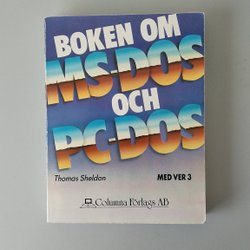 BOKEN OM
MS-DOS
OCH
PC-DOS
Thomas Sheldon MED VER 3
Columna Förlags AB